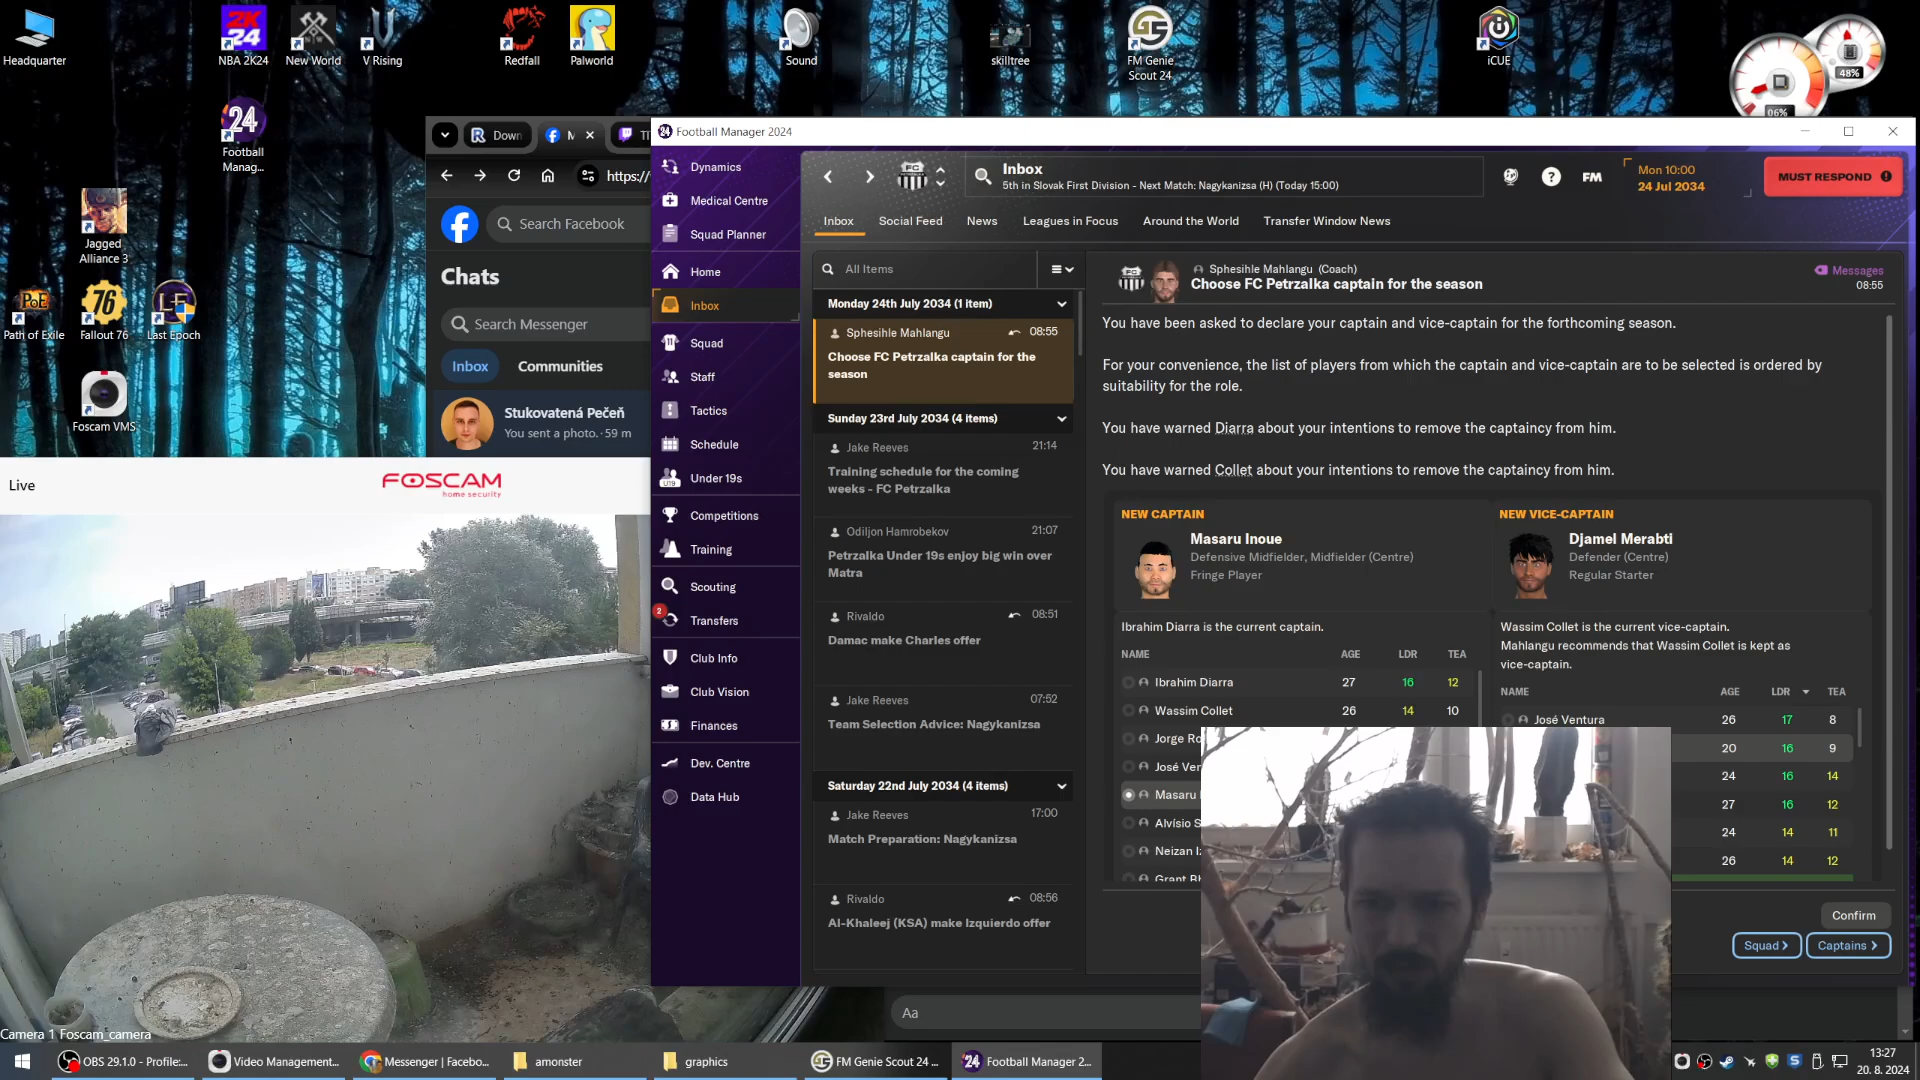 Headquarter
NBA 2K24
New World
V Rising
Redfall
Palworld
Sound
skilltree
FM Genie
Scout 24
iCUE
48%
06%
24
Football
Manag...
Jagged
Alliance 3
Path of Exile
Fallout 76
Last Epoch
Foscam VMS
Down
https://
Search Facebook
Chats
Search Messenger
Inbox
Communities
Stukovatená Pečeň
You sent a photo. · 59 m
Live
FOSCAM
home security
Camera 1 Foscam_camera
Football Manager 2024
Dynamics
Medical Centre
Squad Planner
Home
Inbox
Squad
Staff
Tactics
Schedule
Under 19s
Competitions
Training
Scouting
2
Transfers
Club Info
Club Vision
Finances
Dev. Centre
Data Hub
Inbox
5th in Slovak First Division - Next Match: Nagykanizsa (H) (Today 15:00)
FM
Mon 10:00
24 Jul 2034
MUST RESPOND
Inbox
Social Feed
News
Leagues in Focus
Around the World
Transfer Window News
All Items
Monday 24th July 2034 (1 item)
Sphesihle Mahlangu 08:55
Choose FC Petrzalka captain for the
season
Sunday 23rd July 2034 (4 items)
Jake Reeves 21:14
Training schedule for the coming
weeks - FC Petrzalka
Odiljon Hamrobekov 21:07
Petrzalka Under 19s enjoy big win over
Matra
Rivaldo 08:51
Damac make Charles offer
Jake Reeves 07:52
Team Selection Advice: Nagykanizsa
Saturday 22nd July 2034 (4 items)
Jake Reeves 17:00
Match Preparation: Nagykanizsa
Rivaldo 08:56
Al-Khaleej (KSA) make Izquierdo offer
Sphesihle Mahlangu (Coach)
Choose FC Petrzalka captain for the season
Messages
08:55
You have been asked to declare your captain and vice-captain for the forthcoming season.
For your convenience, the list of players from which the captain and vice-captain are to be selected is ordered by
suitability for the role.
You have warned Diarra about your intentions to remove the captaincy from him.
You have warned Collet about your intentions to remove the captaincy from him.
NEW CAPTAIN
Masaru Inoue
Defensive Midfielder, Midfielder (Centre)
Fringe Player
Ibrahim Diarra is the current captain.
NAME AGE LDR TEA
Ibrahim Diarra 27 16 12
Wassim Collet 26 14 10
Jorge Ro
José Ver
Masaru
Alvísio S
Neizan
Grant
NEW VICE-CAPTAIN
Djamel Merabti
Defender (Centre)
Regular Starter
Wassim Collet is the current vice-captain.
Mahlangu recommends that Wassim Collet is kept as
vice-captain.
NAME AGE LDR TEA
José Ventura 26 17 8
20 16 9
24 16 14
27 16 12
24 14 11
26 14 12
Confirm
Squad
Captains
Aa
OBS 29.1.0 - Profile:...
Video Management...
Messenger | Facebo...
amonster
graphics
FM Genie Scout 24 ...
Football Manager 2...
13:27
20. 8. 2024